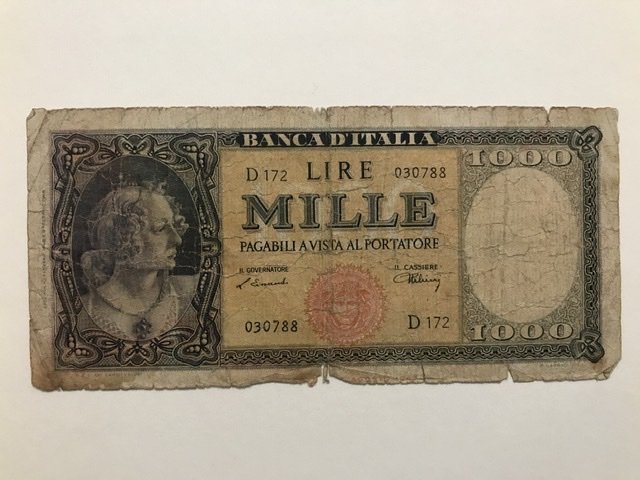 BANCA D'ITALIA
D 172 LIRE 030788
1000
MILLE
PAGABILI A VISTA AL PORTATORE
IL GOVERNATORE
IL CASSIERE
030788 D 172
1000